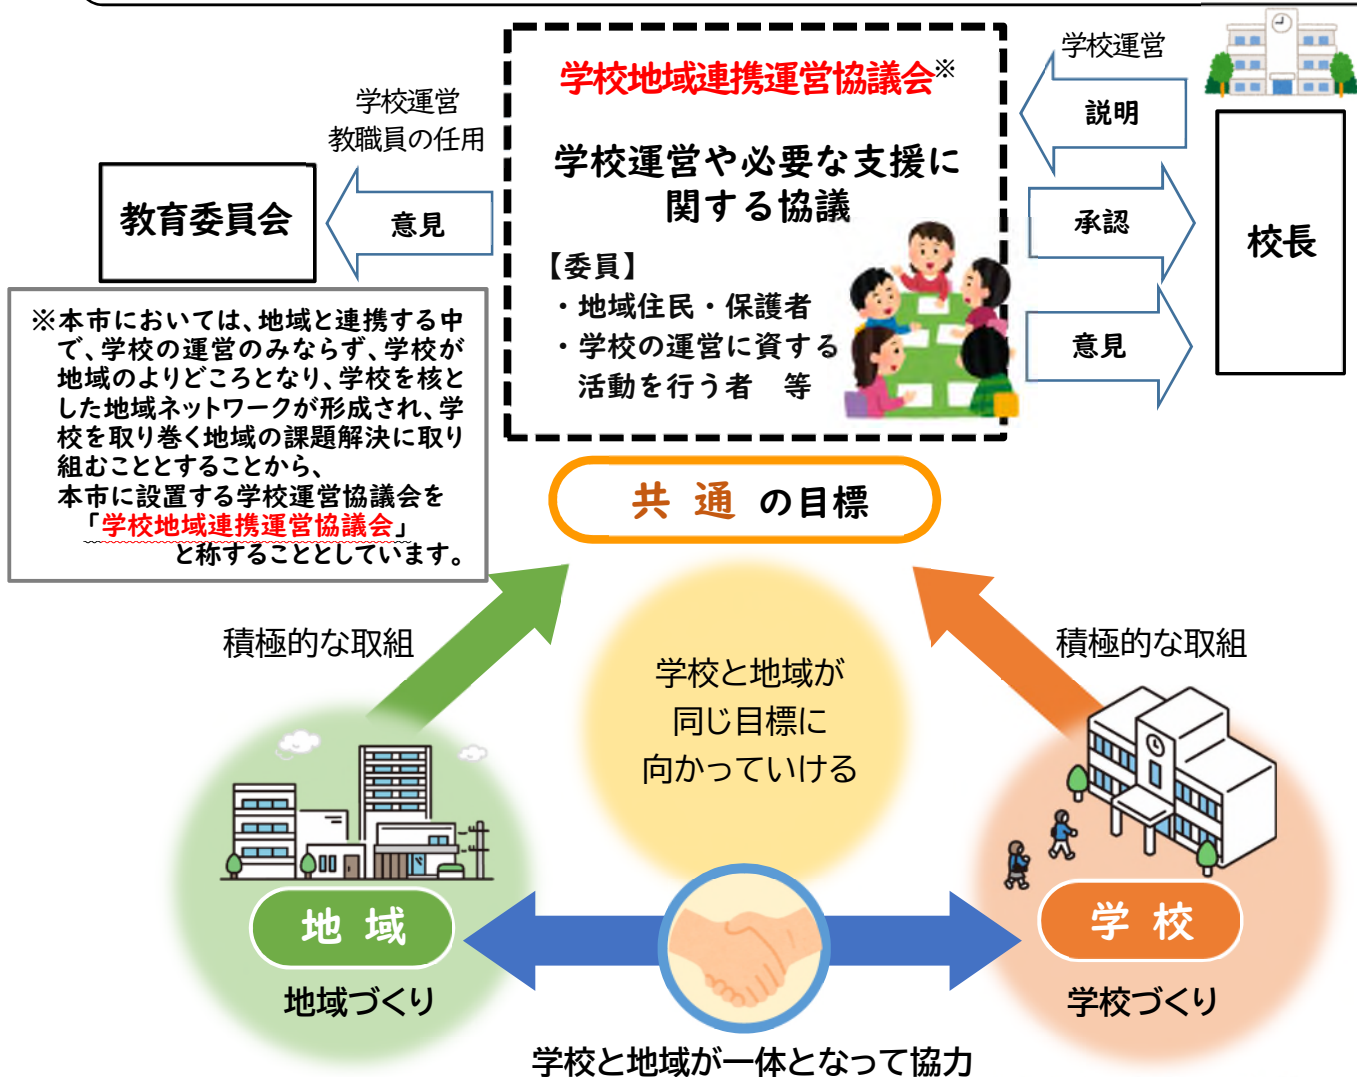 学校地域連携運営協議会※
学校運営や必要な支援に
関する協議
【委員】
・地域住民・保護者
・学校の運営に資する
活動を行う者　等
学校運営
教職員の任用
意見
教育委員会
学校運営
説明
承認
意見
校長
※本市においては、地域と連携する中
で、学校の運営のみならず、学校が
地域のよりどころとなり、学校を核と
した地域ネットワークが形成され、学
校を取り巻く地域の課題解決に取り
組むこととすることから、
本市に設置する学校運営協議会を
「学校地域連携運営協議会」
と称することとしています。
共 通 の目標
積極的な取組
積極的な取組
学校と地域が
同じ目標に
向かっていける
地 域
地域づくり
学 校
学校づくり
学校と地域が一体となって協力